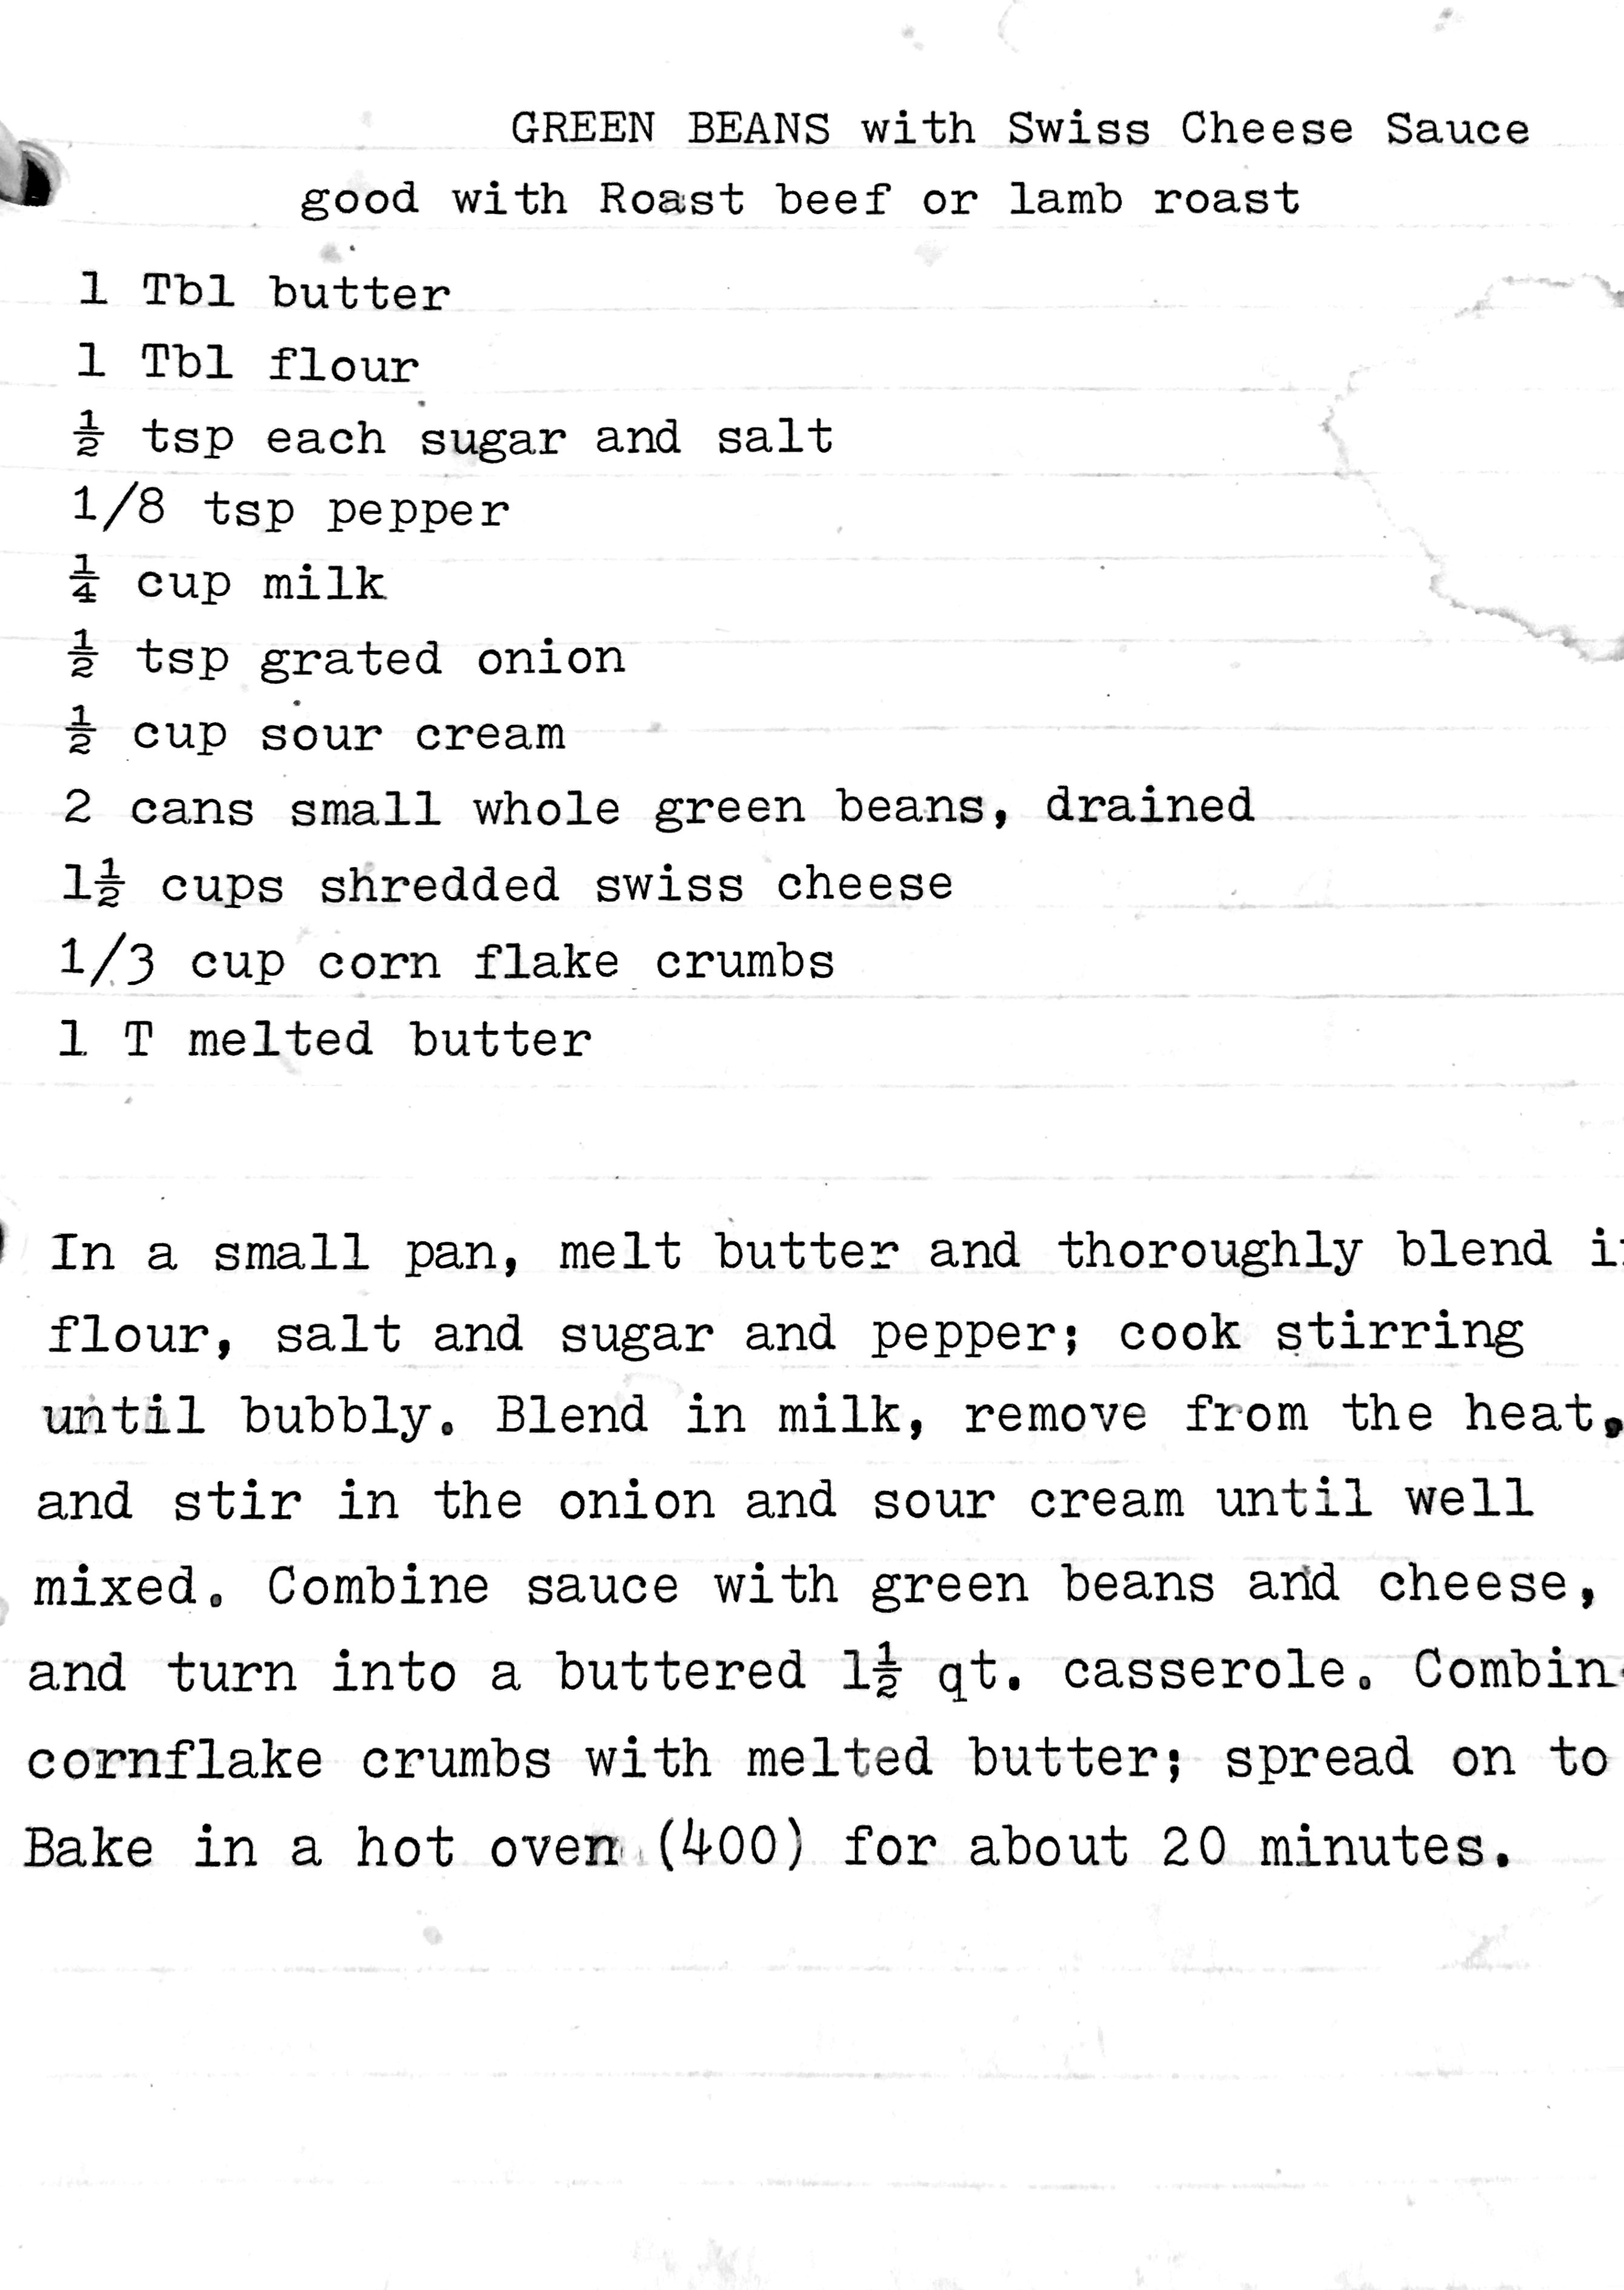 GREEN BEANS with Swiss Cheese Sauce
good with Roast beef or lamb roast
1 Tbl butter
1 Tbl flour
½ tsp each sugar and salt
1/8 tsp pepper
¼ cup milk
½ tsp grated onion
½ cup sour cream
2 cans small whole green beans, drained
1½ cups shredded swiss cheese
1/3 cup corn flake crumbs
1 T melted butter
In a small pan, melt butter and thoroughly blend
flour, salt and sugar and pepper; cook stirring
until bubbly. Blend in milk, remove from the heat,
and stir in the onion and sour cream until well
mixed. Combine sauce with green beans and cheese,
and turn into a buttered 1½ qt. casserole. Combin
cornflake crumbs with melted butter; spread on to
Bake in a hot oven (400) for about 20 minutes.